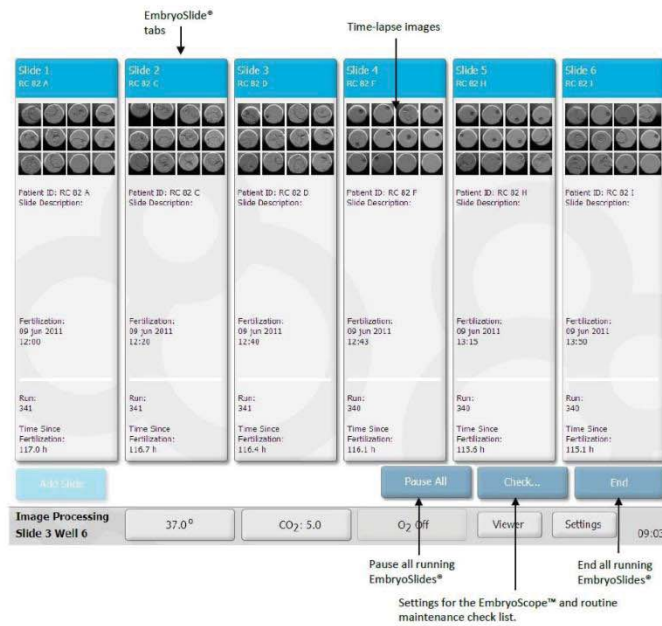 EmbryoSlide®
tabs
Time-lapse images
Slide 1
RC 82 A
Patient ID: RC 82 A
Slide Description:
Fertilization:
09 jun 2011
12:00
Run:
341
Time Since
Fertilization:
117.0 h
Slide 2
RC 82 C
Patient ID: RC 82 C
Slide Description:
Fertilization:
09 jun 2011
12:20
Run:
341
Time Since
Fertilization:
116.7 h
Slide 3
RC 82 D
Patient ID: RC 82 D
Slide Description:
Fertilization:
09 jun 2011
12:40
Run:
341
Time Since
Fertilization:
116.4 h
Slide 4
RC 82 F
Patient ID: RC 82 F
Slide Description:
Fertilization:
09 jun 2011
12:43
Run:
340
Time Since
Fertilization:
116.1 h
Slide 5
RC 82 H
Patient ID: RC 82 H
Slide Description:
Fertilization:
09 jun 2011
13:15
Run:
340
Time Since
Fertilization:
115.6 h
Slide 6
RC 82 I
Patient ID: RC 82 I
Slide Description:
Fertilization:
09 jun 2011
13:50
Run:
340
Time Since
Fertilization:
115.1 h
Add Slide
Pause All
Check...
End
Image Processing
Slide 3 Well 6
37.0°
CO2: 5.0
O2 Off
Viewer
Settings
09:03
Pause all running
EmbryoSlides®
End all running
EmbryoSlides®
Settings for the EmbryoScope™ and routine
maintenance check list.